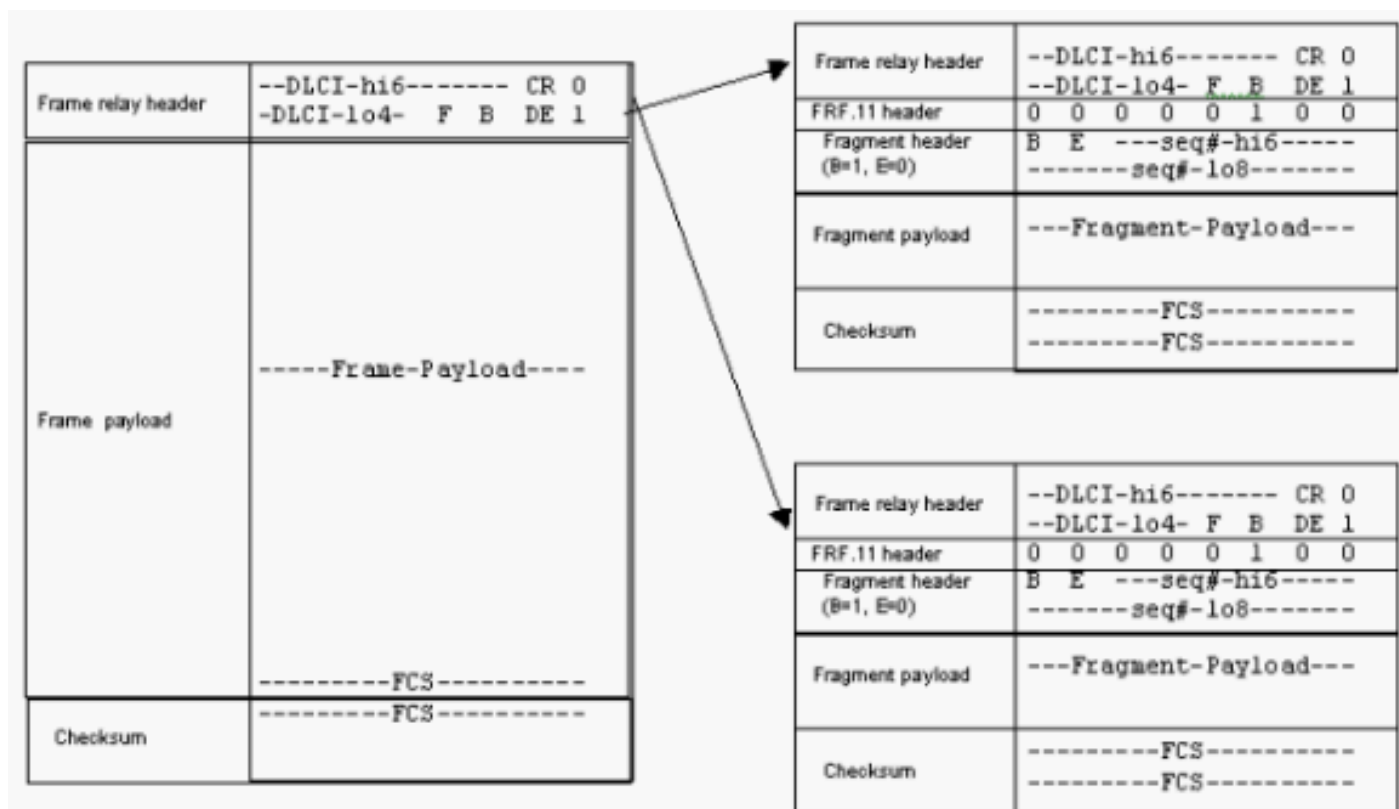 Frame relay header
--DLCI-hi6------- CR 0
-DLCI-lo4- F B DE 1
Frame payload
-----Frame-Payload----
---------FCS----------
Checksum
---------FCS----------
Frame relay header
--DLCI-hi6------- CR 0
--DLCI-lo4- F B DE 1
FRF.11 header
0 0 0 0 0 1 0 0
Fragment header
(B=1, E=0)
B E ---seq#-hi6-----
-------seq#-lo8-------
Fragment payload
---Fragment-Payload---
Checksum
---------FCS----------
---------FCS----------
Frame relay header
--DLCI-hi6------- CR 0
--DLCI-lo4- F B DE 1
FRF.11 header
0 0 0 0 0 1 0 0
Fragment header
(B=1, E=0)
B E ---seq#-hi6-----
-------seq#-lo8-------
Fragment payload
---Fragment-Payload---
Checksum
---------FCS----------
---------FCS----------